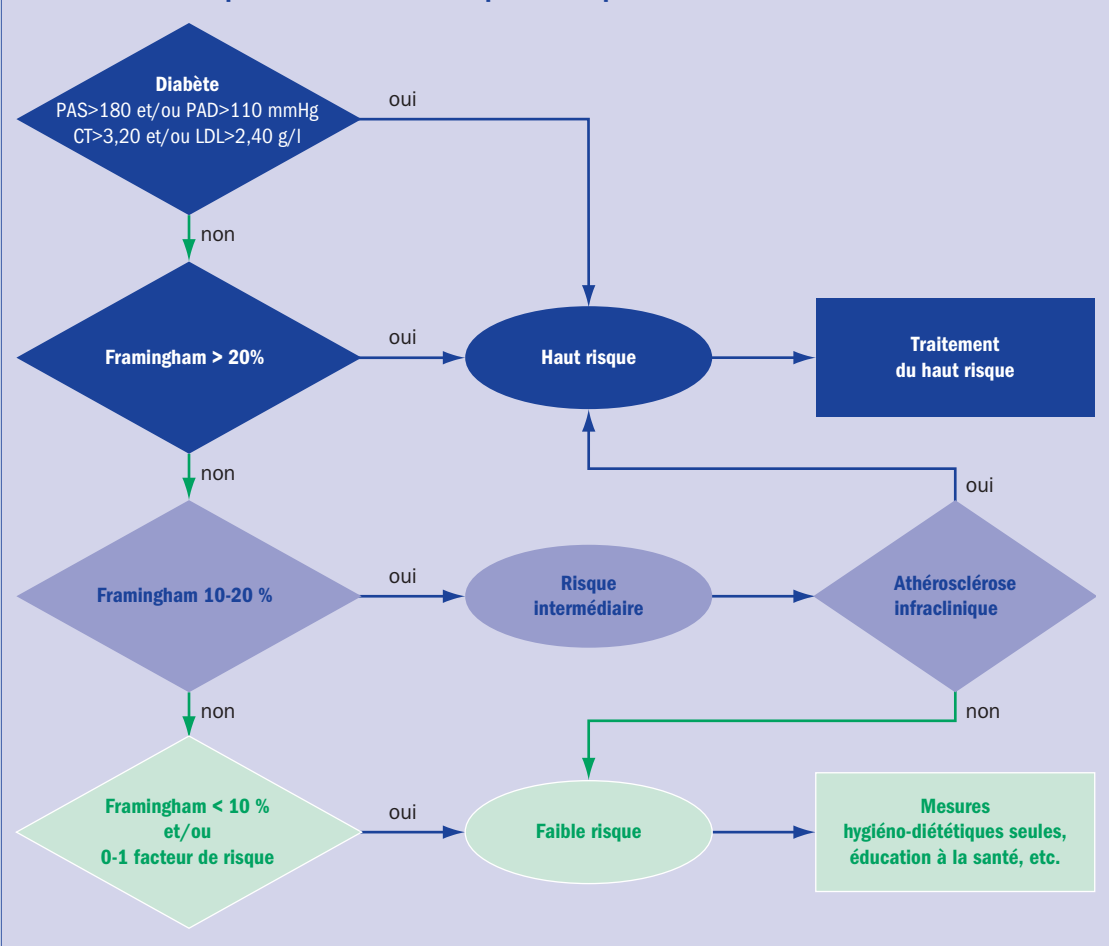 Diabète
PAS>180 et/ou PAD>110 mmHg
CT>3,20 et/ou LDL>2,40 g/l
oui
non
Framingham > 20%
oui
Haut risque
Traitement
du haut risque
non
oui
Framingham 10-20 %
oui
Risque
intermédiaire
Athérosclérose
infraclinique
non
non
Framingham < 10 %
et/ou
0-1 facteur de risque
oui
Faible risque
Mesures
hygiéno-diététiques seules,
éducation à la santé, etc.